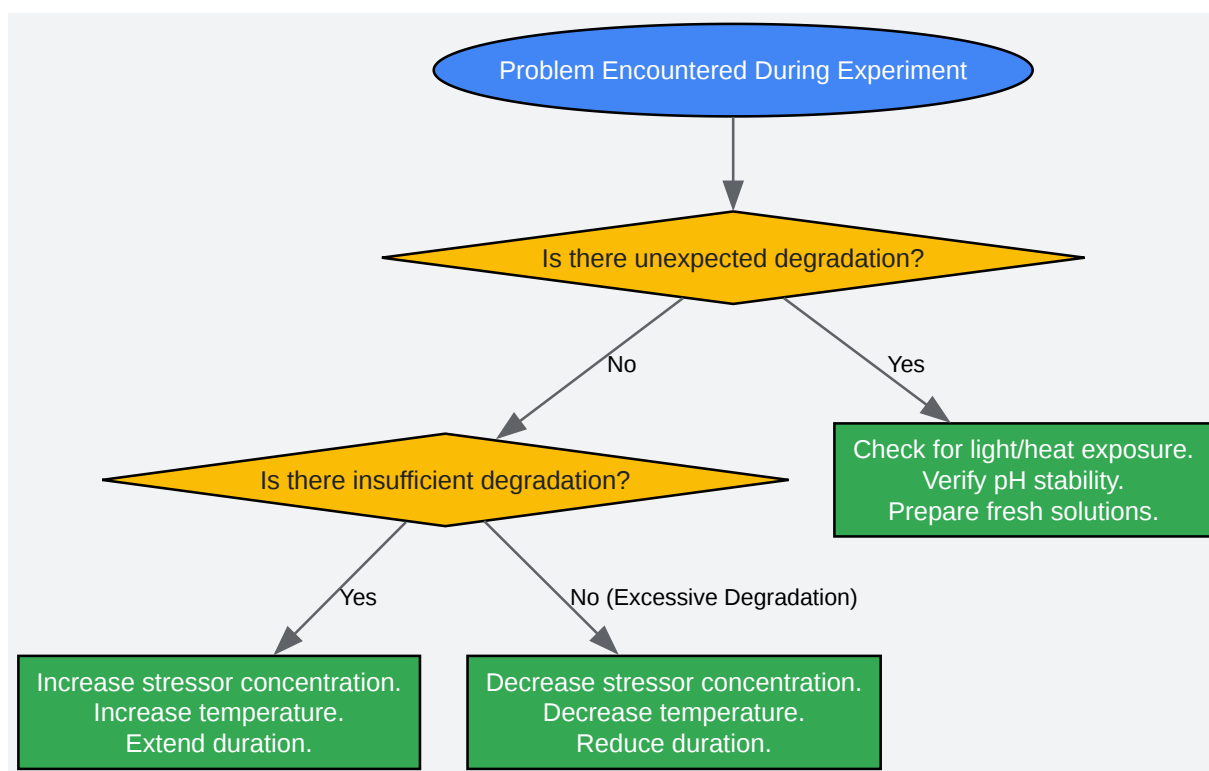 Problem Encountered During Experiment
Is there unexpected degradation?
No
Yes
Check for light/heat exposure.
Verify pH stability.
Prepare fresh solutions.
Is there insufficient degradation?
Yes
No (Excessive Degradation)
Increase stressor concentration.
Increase temperature.
Extend duration.
Decrease stressor concentration.
Decrease temperature.
Reduce duration.